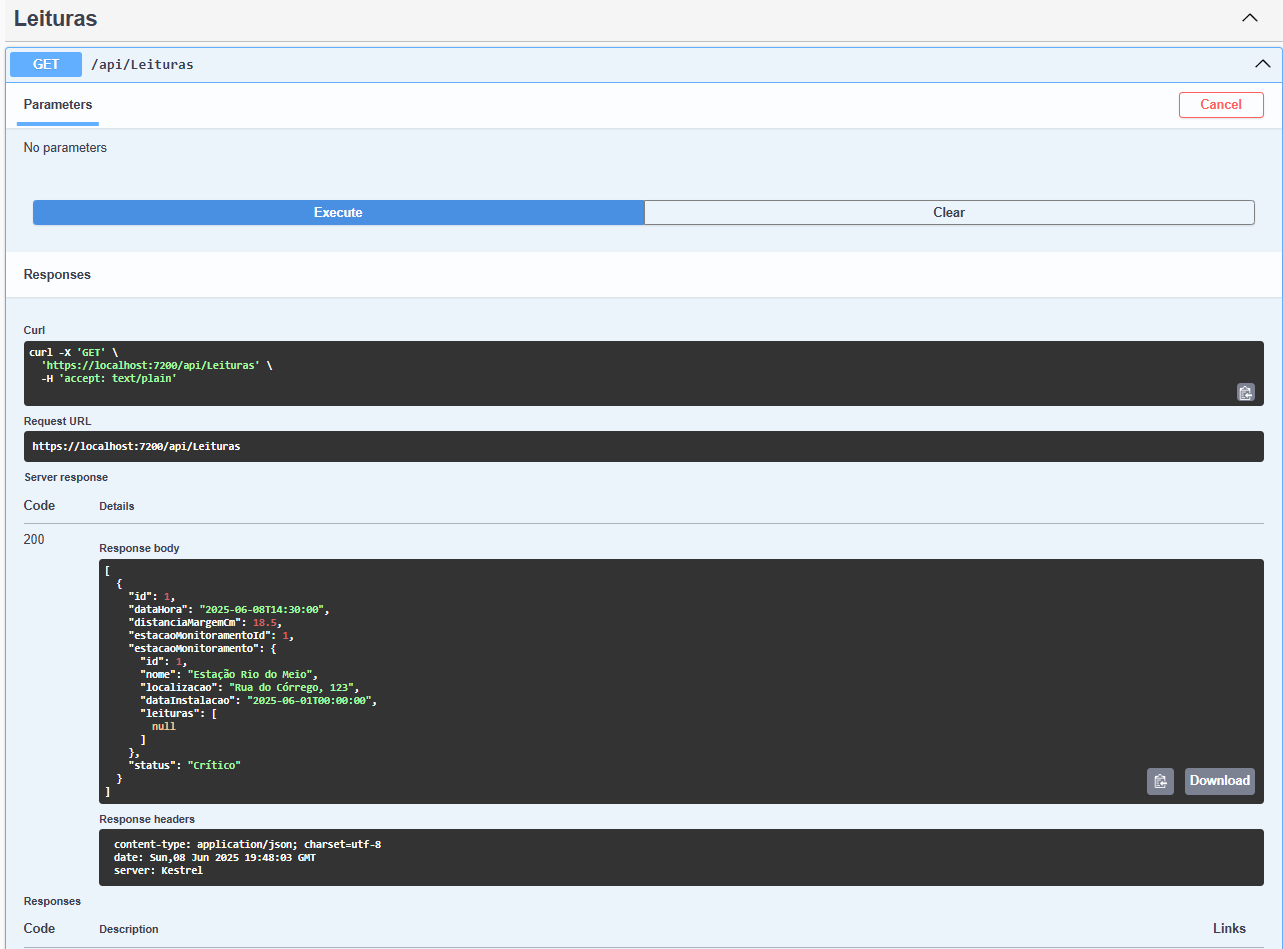 Leituras
GET /api/Leituras
Parameters
Cancel
No parameters
Execute
Clear
Responses
Curl
curl -X 'GET' \
  'https://localhost:7200/api/Leituras' \
  -H 'accept: text/plain'
Request URL
https://localhost:7200/api/Leituras
Server response
Code Details
200
Response body
[
  {
    "id": 1,
    "dataHora": "2025-06-08T14:30:00",
    "distanciaMargemCm": 18.5,
    "estacaoMonitoramentoId": 1,
    "estacaoMonitoramento": {
      "id": 1,
      "nome": "Estação Rio do Meio",
      "localizacao": "Rua do Córrego, 123",
      "dataInstalacao": "2025-06-01T00:00:00",
      "leituras": [
        null
      ]
    },
    "status": "Crítico"
  }
]
Download
Response headers
content-type: application/json; charset=utf-8
date: Sun,08 Jun 2025 19:48:03 GMT
server: Kestrel
Responses
Code Description Links